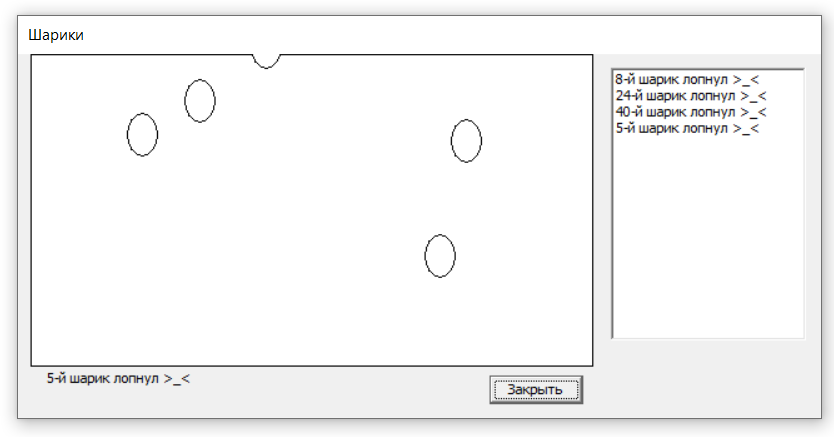 Шарики
8-й шарик лопнул >_<
24-й шарик лопнул >_<
40-й шарик лопнул >_<
5-й шарик лопнул >_<
5-й шарик лопнул >_<
Закрыть